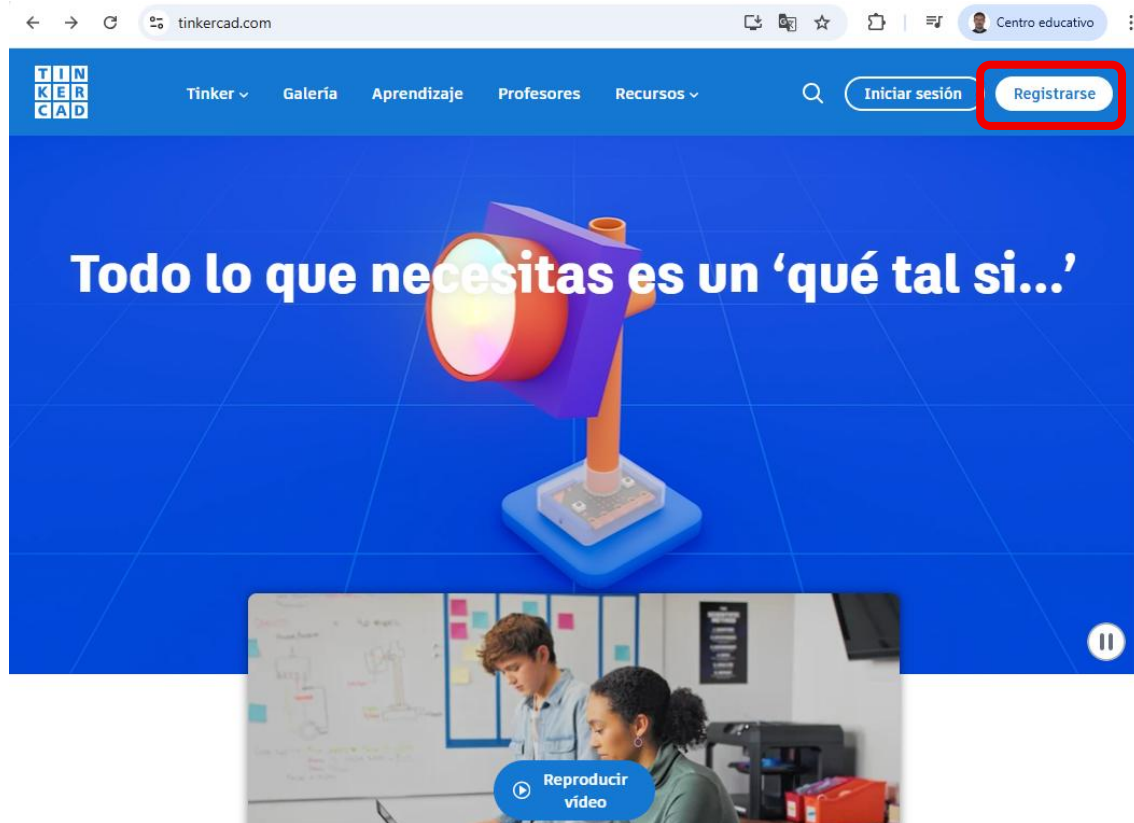 tinkercad.com
Centro educativo
TIN
KER
CAD
Tinker
Galería
Aprendizaje
Profesores
Recursos
Iniciar sesión
Registrarse
Todo lo que necesitas es un ‘qué tal si...’
Reproducir
vídeo